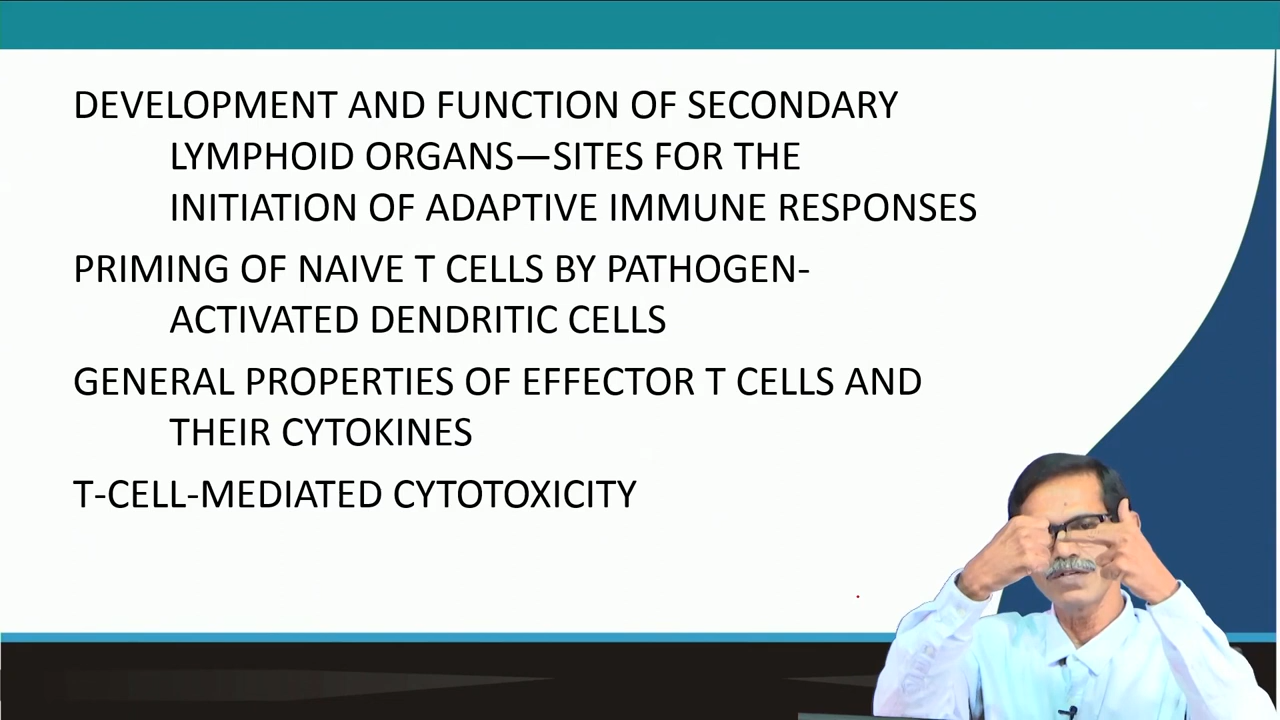 DEVELOPMENT AND FUNCTION OF SECONDARY
LYMPHOID ORGANS—SITES FOR THE
INITIATION OF ADAPTIVE IMMUNE RESPONSES
PRIMING OF NAIVE T CELLS BY PATHOGEN-
ACTIVATED DENDRITIC CELLS
GENERAL PROPERTIES OF EFFECTOR T CELLS AND
THEIR CYTOKINES
T-CELL-MEDIATED CYTOTOXICITY